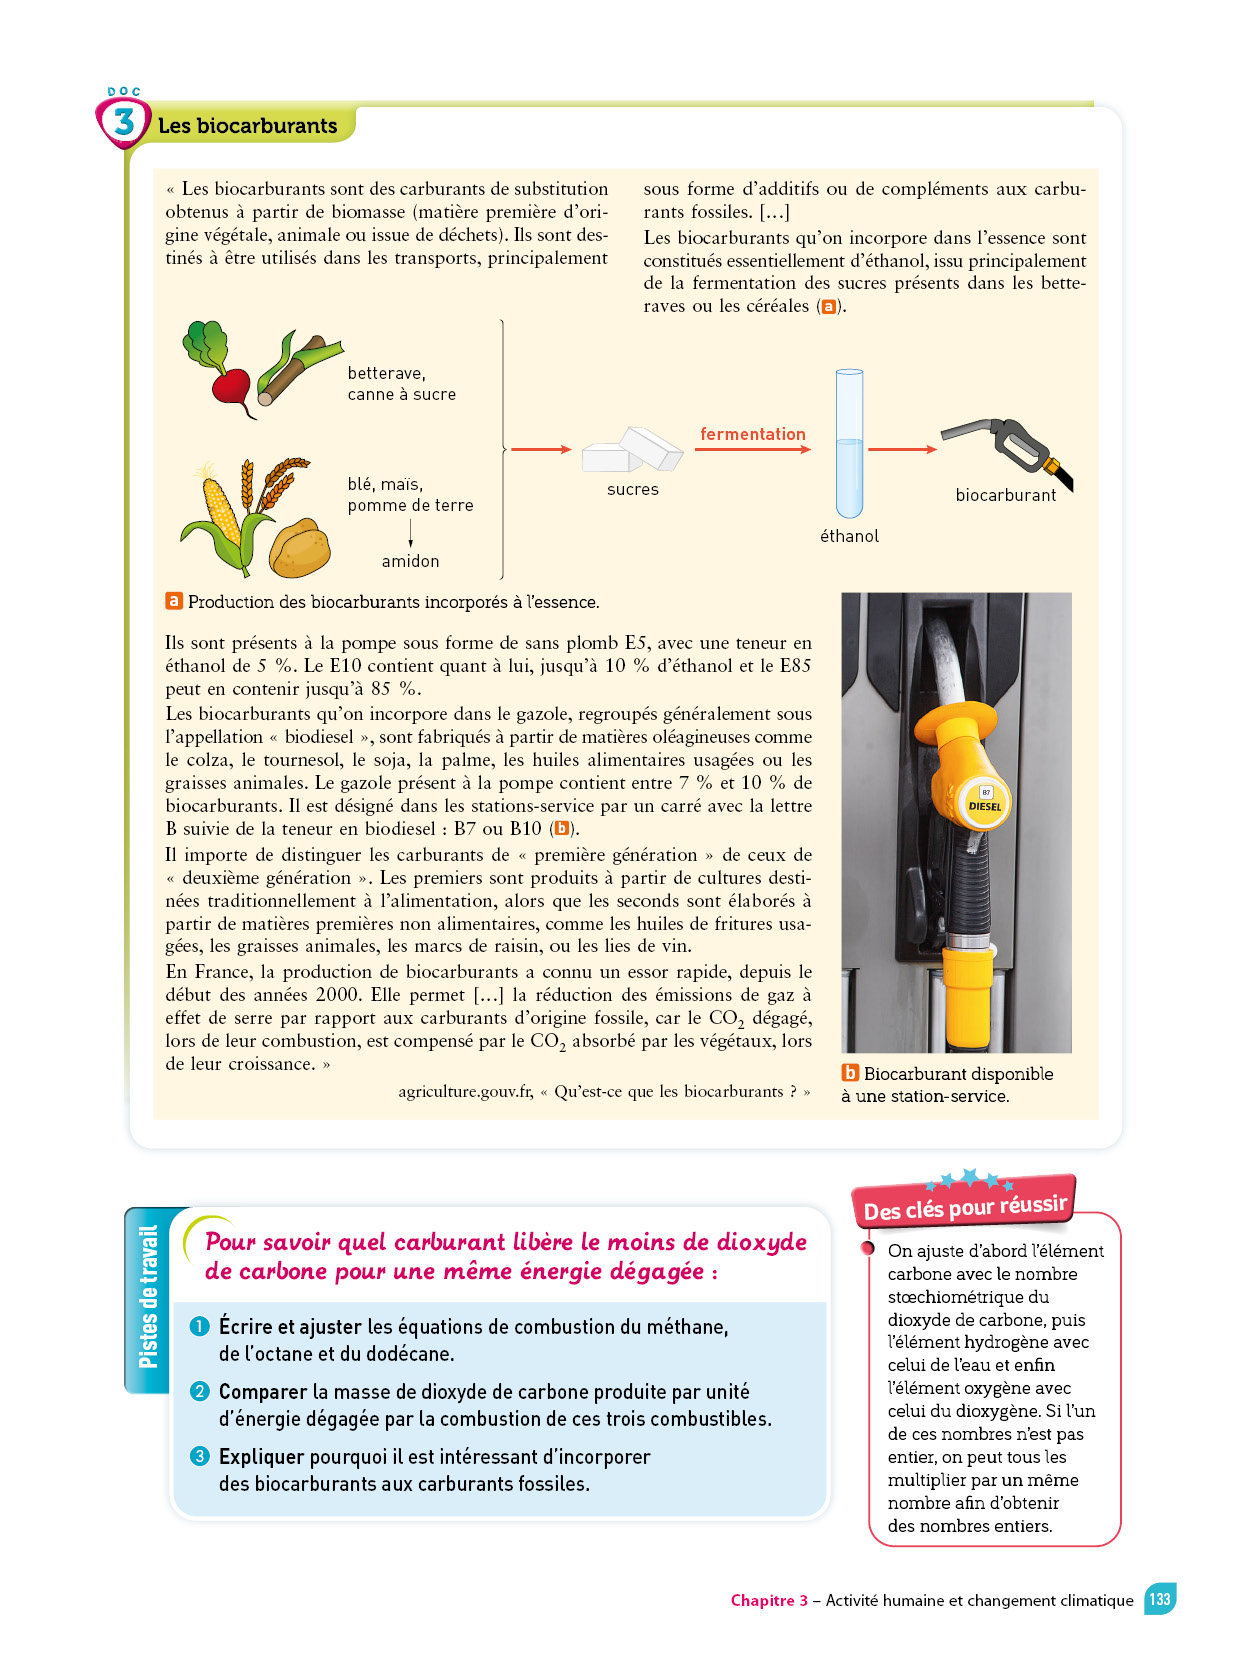 DOC
3
Les biocarburants
« Les biocarburants sont des carburants de substitution
obtenus à partir de biomasse (matière première d'ori-
gine végétale, animale ou issue de déchets). Ils sont des-
tinés à être utilisés dans les transports, principalement
sous forme d'additifs ou de compléments aux carbu-
rants fossiles. […]
Les biocarburants qu'on incorpore dans l'essence sont
constitués essentiellement d'éthanol, issu principalement
de la fermentation des sucres présents dans les bette-
raves ou les céréales (a).
betterave,
canne à sucre
blé, maïs,
pomme de terre
amidon
sucres
fermentation
éthanol
biocarburant
a Production des biocarburants incorporés à l'essence.
Ils sont présents à la pompe sous forme de sans plomb E5, avec une teneur en
éthanol de 5 %. Le E10 contient quant à lui, jusqu'à 10 % d'éthanol et le E85
peut en contenir jusqu'à 85 %.
Les biocarburants qu'on incorpore dans le gazole, regroupés généralement sous
l'appellation « biodiesel », sont fabriqués à partir de matières oléagineuses comme
le colza, le tournesol, le soja, la palme, les huiles alimentaires usagées ou les
graisses animales. Le gazole présent à la pompe contient entre 7 % et 10 % de
biocarburants. Il est désigné dans les stations-service par un carré avec la lettre
B suivie de la teneur en biodiesel : B7 ou B10 (b).
Il importe de distinguer les carburants de « première génération » de ceux de
« deuxième génération ». Les premiers sont produits à partir de cultures desti-
nées traditionnellement à l'alimentation, alors que les seconds sont élaborés à
partir de matières premières non alimentaires, comme les huiles de fritures usa-
gées, les graisses animales, les marcs de raisin, ou les lies de vin.
En France, la production de biocarburants a connu un essor rapide, depuis le
début des années 2000. Elle permet […] la réduction des émissions de gaz à
effet de serre par rapport aux carburants d'origine fossile, car le CO₂ dégagé,
lors de leur combustion, est compensé par le CO₂ absorbé par les végétaux, lors
de leur croissance. »
agriculture.gouv.fr, « Qu'est-ce que les biocarburants ? »
B7
DIESEL
b Biocarburant disponible
à une station-service.
Pistes de travail
Pour savoir quel carburant libère le moins de dioxyde
de carbone pour une même énergie dégagée :
1 Écrire et ajuster les équations de combustion du méthane,
de l'octane et du dodécane.
2 Comparer la masse de dioxyde de carbone produite par unité
d'énergie dégagée par la combustion de ces trois combustibles.
3 Expliquer pourquoi il est intéressant d'incorporer
des biocarburants aux carburants fossiles.
Des clés pour réussir
On ajuste d'abord l'élément
carbone avec le nombre
stœchiométrique du
dioxyde de carbone, puis
l'élément hydrogène avec
celui de l'eau et enfin
l'élément oxygène avec
celui du dioxygène. Si l'un
de ces nombres n'est pas
entier, on peut tous les
multiplier par un même
nombre afin d'obtenir
des nombres entiers.
Chapitre 3 – Activité humaine et changement climatique 133